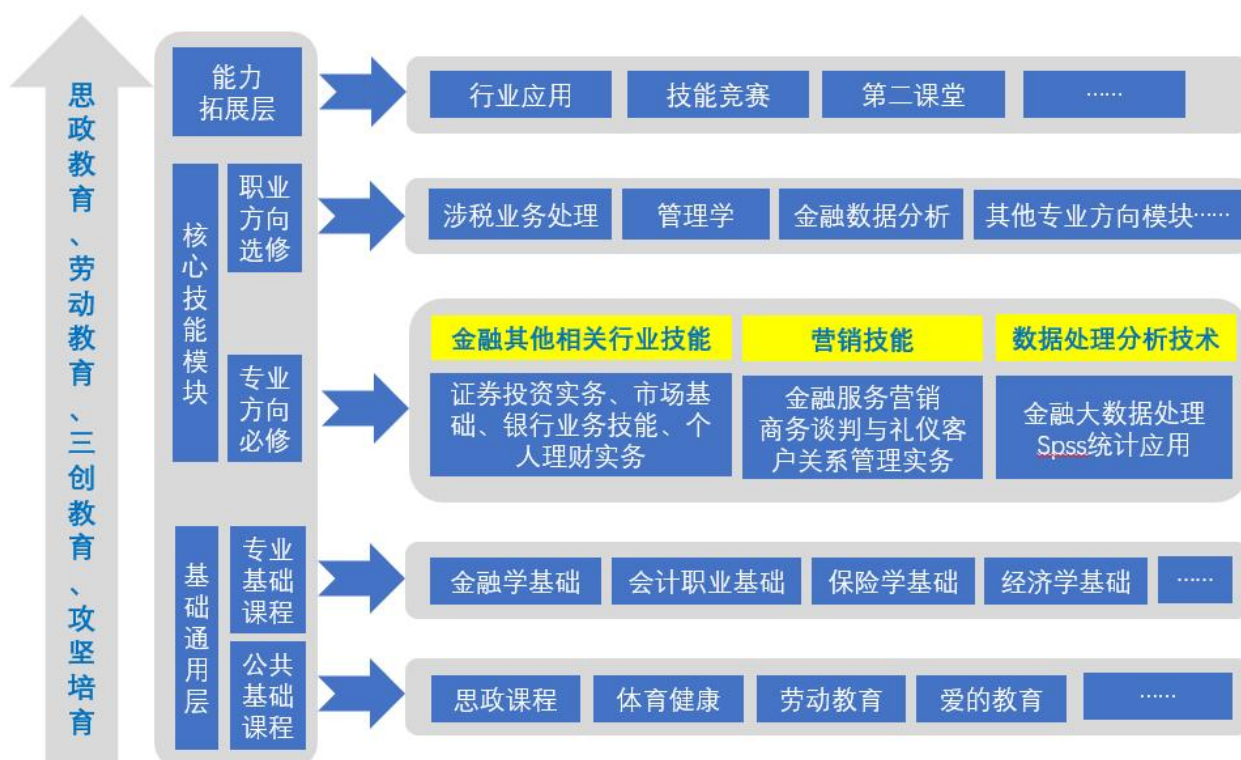 思政教育、劳动教育、三创教育、攻坚培育
能力
拓展层
行业应用
技能竞赛
第二课堂
……
核心技能模块
职业
方向
选修
涉税业务处理
管理学
金融数据分析
其他专业方向模块……
专业
方向
必修
金融其他相关行业技能
营销技能
数据处理分析技术
证券投资实务、市场基
础、银行业务技能、个
人理财实务
金融服务营销
商务谈判与礼仪客
户关系管理实务
金融大数据处理
Spss统计应用
基础通用层
专业
基础
课程
金融学基础
会计职业基础
保险学基础
经济学基础
……
公共
基础
课程
思政课程
体育健康
劳动教育
爱的教育
……